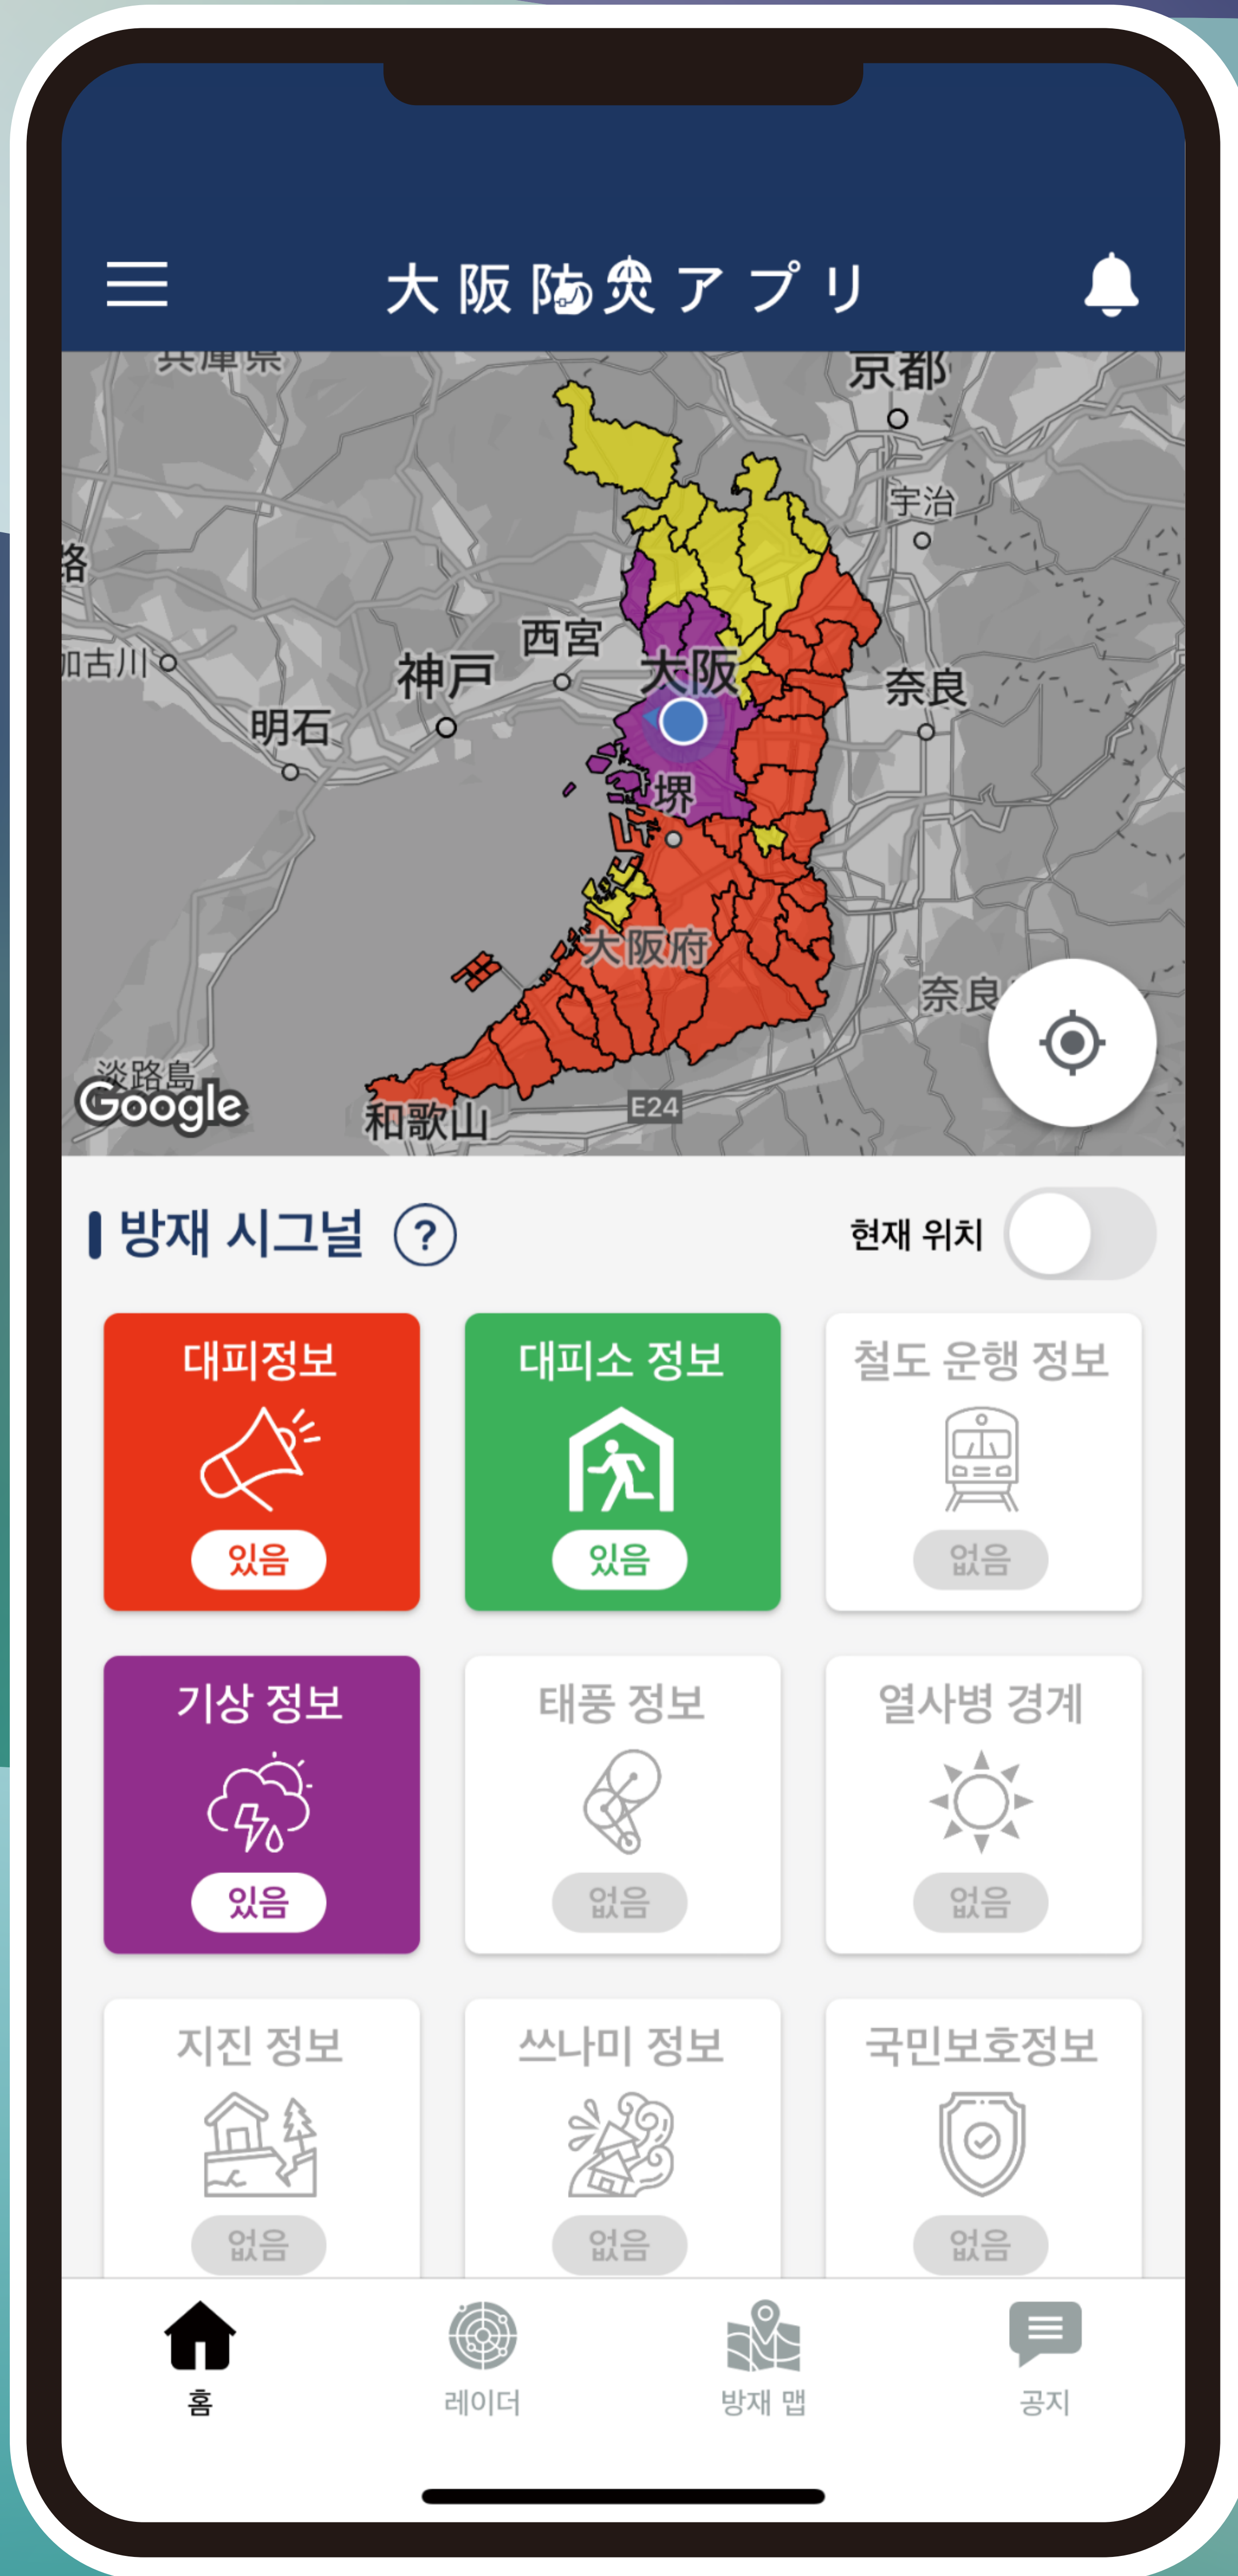 大阪防災アプリ
兵庫県
京都
宇治
路
加古川
西宮
神戸
大阪
奈良
明石
堺
大阪府
奈良
淡路島
Google
和歌山
E24
방재 시그널 ?
현재 위치
대피정보
대피소 정보
철도 운행 정보
있음
있음
없음
기상 정보
태풍 정보
열사병 경계
있음
없음
없음
지진 정보
쓰나미 정보
국민보호정보
없음
없음
없음
홈
레이더
방재 맵
공지